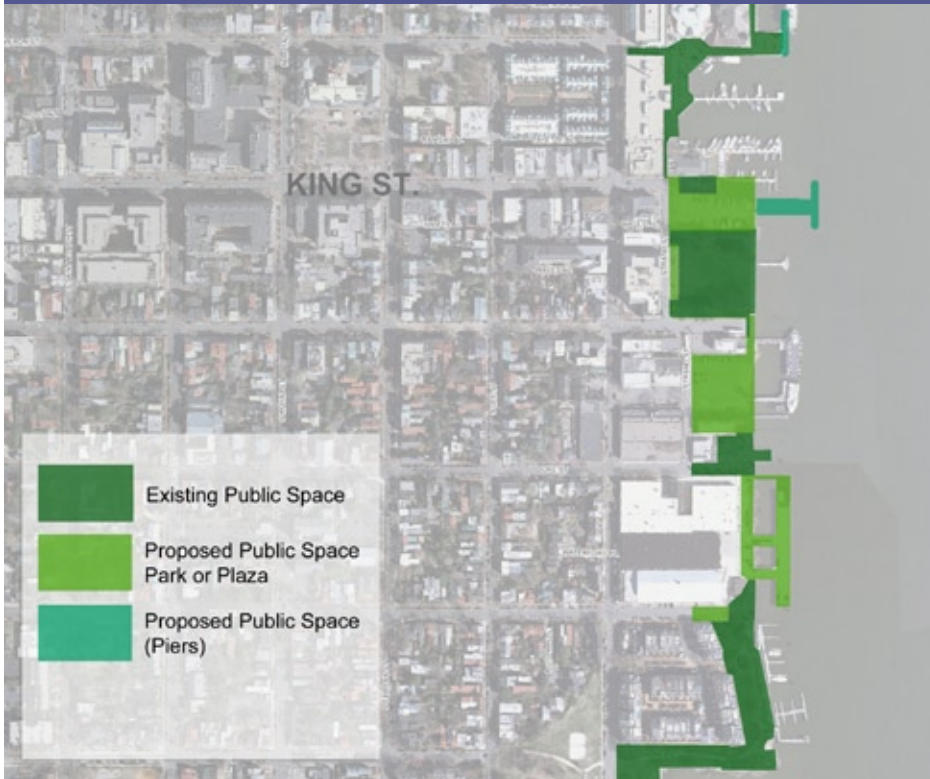 KING ST.
Existing Public Space
Proposed Public Space
Park or Plaza
Proposed Public Space
(Piers)